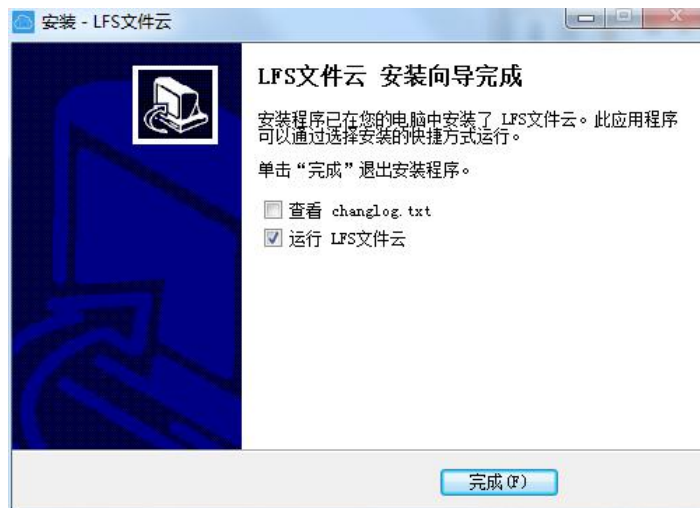 安装 - LFS文件云
LFS文件云 安装向导完成
安装程序已在您的电脑中安装了 LFS文件云。此应用程序
可以通过选择安装的快捷方式运行。
单击“完成”退出安装程序。
查看 changlog.txt
运行 LFS文件云
完成(F)